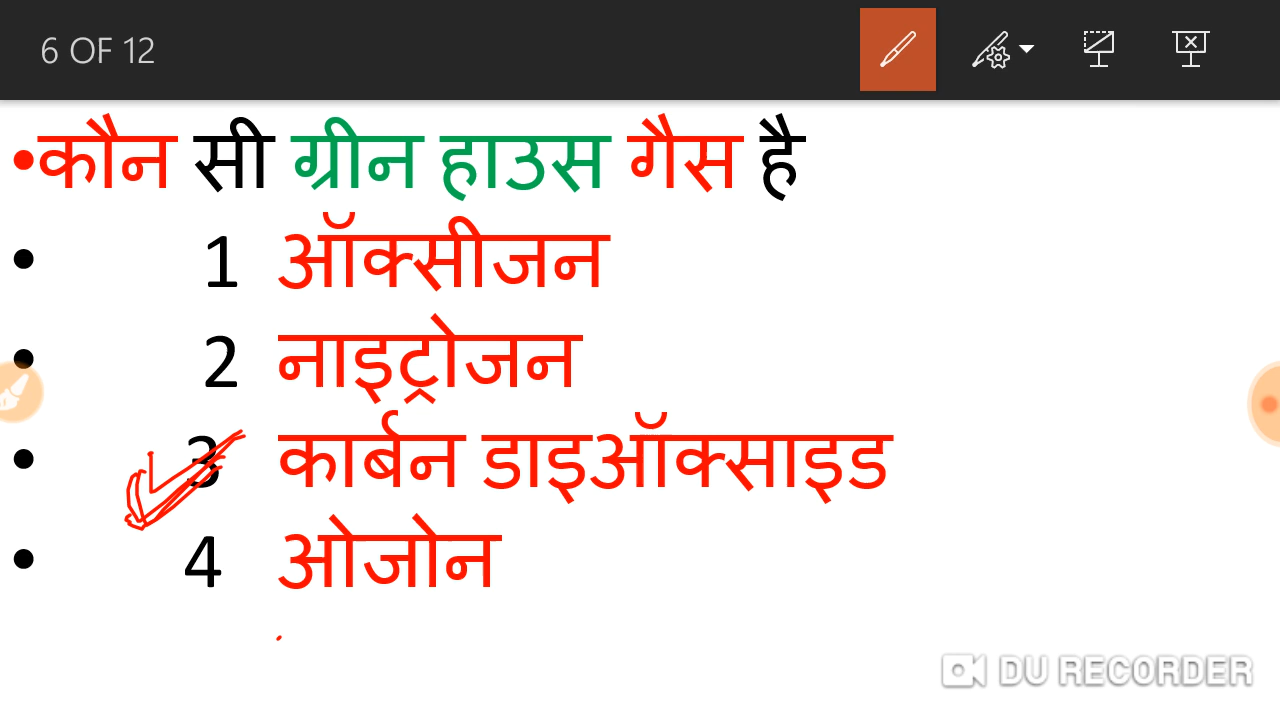 6 OF 12
•कौन सी ग्रीन हाउस गैस है
• 1 ऑक्सीजन
• 2 नाइट्रोजन
• 3 कार्बन डाइऑक्साइड
• 4 ओजोन
DU RECORDER